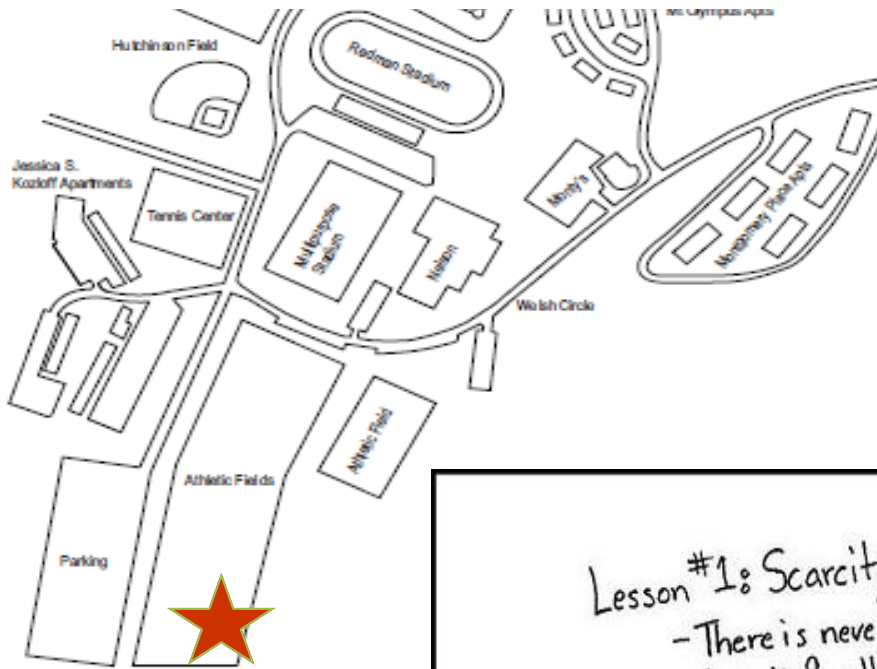 Mt Olympus Apts
Hutchinson Field
Redman Stadium
Jessica S.
Kozloff Apartments
Tennis Center
Multipurpose
Stadium
Nelson
Monty's
Montgomery Place Apts
Welsh Circle
Athletic Field
Athletic Fields
Parking
Lesson #1: Scarcit
- There is neve